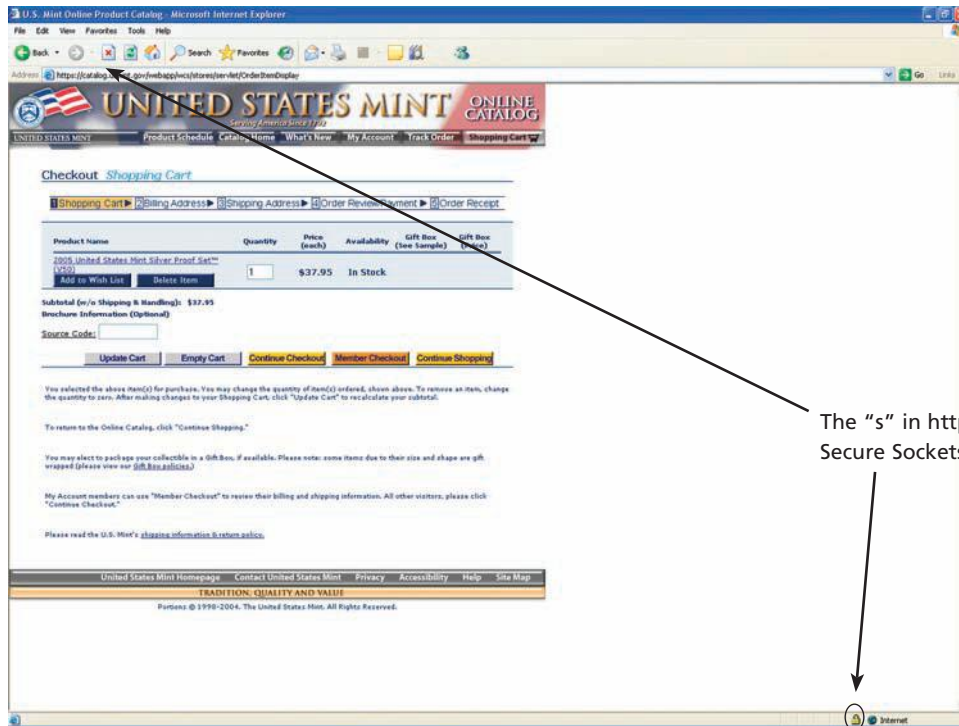 U.S. Mint Online Product Catalog - Microsoft Internet Explorer
File Edit View Favorites Tools Help
Back Search Favorites
Address https://catalog. .gov/webapp/wcs/stores/servlet/OrderItemDisplay Go Links
UNITED STATES MINT ONLINE CATALOG
Serving America Since 1792
UNITED STATES MINT Product Schedule Catalog Home What's New My Account Track Order Shopping Cart
Checkout Shopping Cart
1 Shopping Cart 2 Billing Address 3 Shipping Address 4 Order Review/Payment 5 Order Receipt
Product Name Quantity Price (each) Availability Gift Box (See Sample) Gift Box (Price)
2005 United States Mint Silver Proof Set™
(V50) 1 $37.95 In Stock
Add to Wish List Delete Item
Subtotal (w/o Shipping & Handling): $37.95
Brochure Information (Optional)
Source Code:
Update Cart Empty Cart Continue Checkout Member Checkout Continue Shopping
You selected the above item(s) for purchase. You may change the quantity of item(s) ordered, shown above. To remove an item, change
the quantity to zero. After making changes to your Shopping Cart, click "Update Cart" to recalculate your subtotal.
To return to the Online Catalog, click "Continue Shopping."
The "s" in
Secure Sockets
You may elect to package your collectible in a Gift Box, if available. Please note: some items due to their size and shape are gift
wrapped (please view our Gift Box policies.)
My Account members can use "Member Checkout" to review their billing and shipping information. All other visitors, please click
"Continue Checkout."
Please read the U.S. Mint's shipping information & return policy.
United States Mint Homepage Contact United States Mint Privacy Accessibility Help Site Map
TRADITION, QUALITY AND VALUE
Portions © 1998-2004. The United States Mint. All Rights Reserved.
Internet